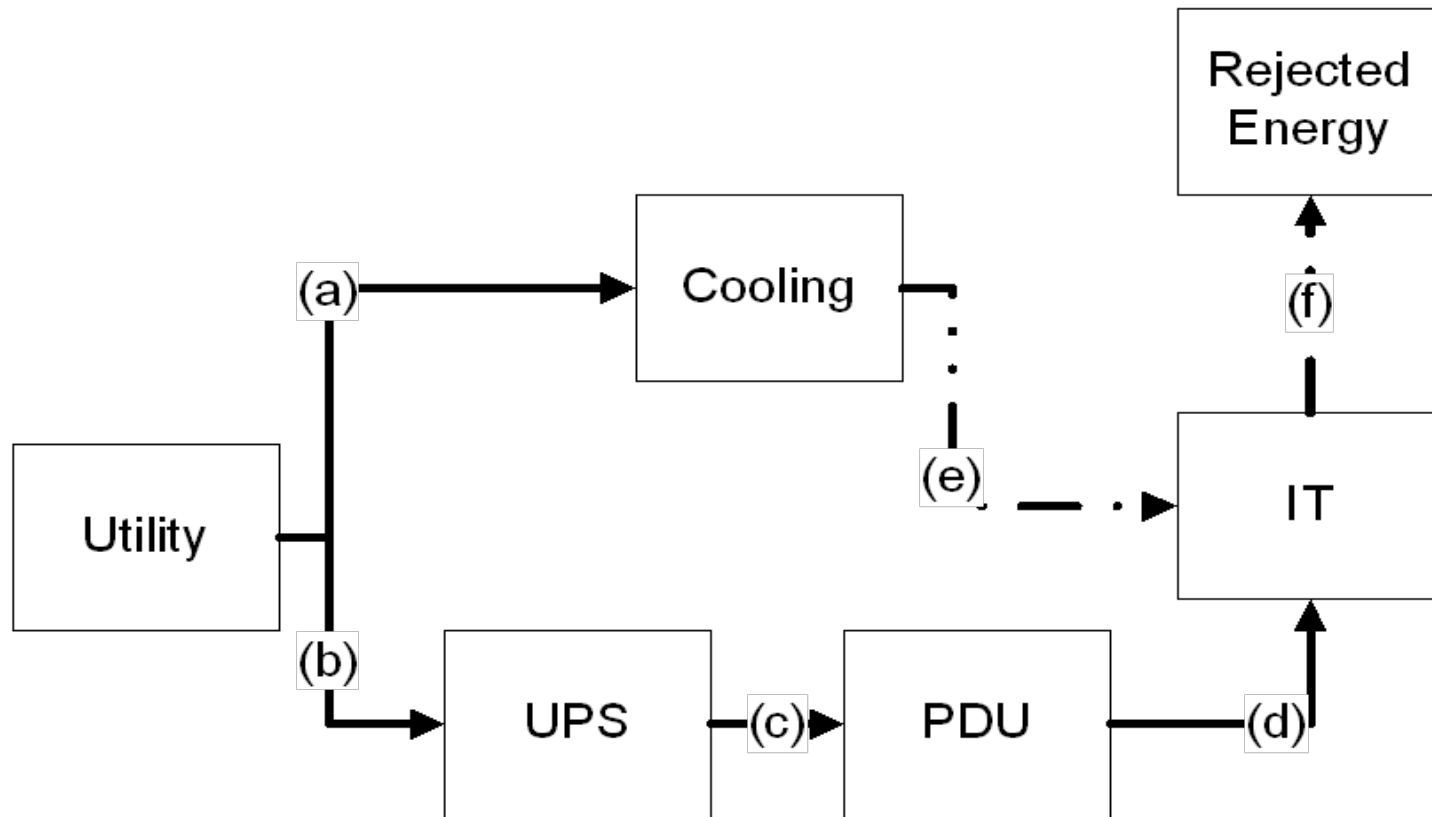 Rejected
Energy
(a)
Cooling
(f)
(e)
IT
Utility
(b)
UPS
(c)
PDU
(d)